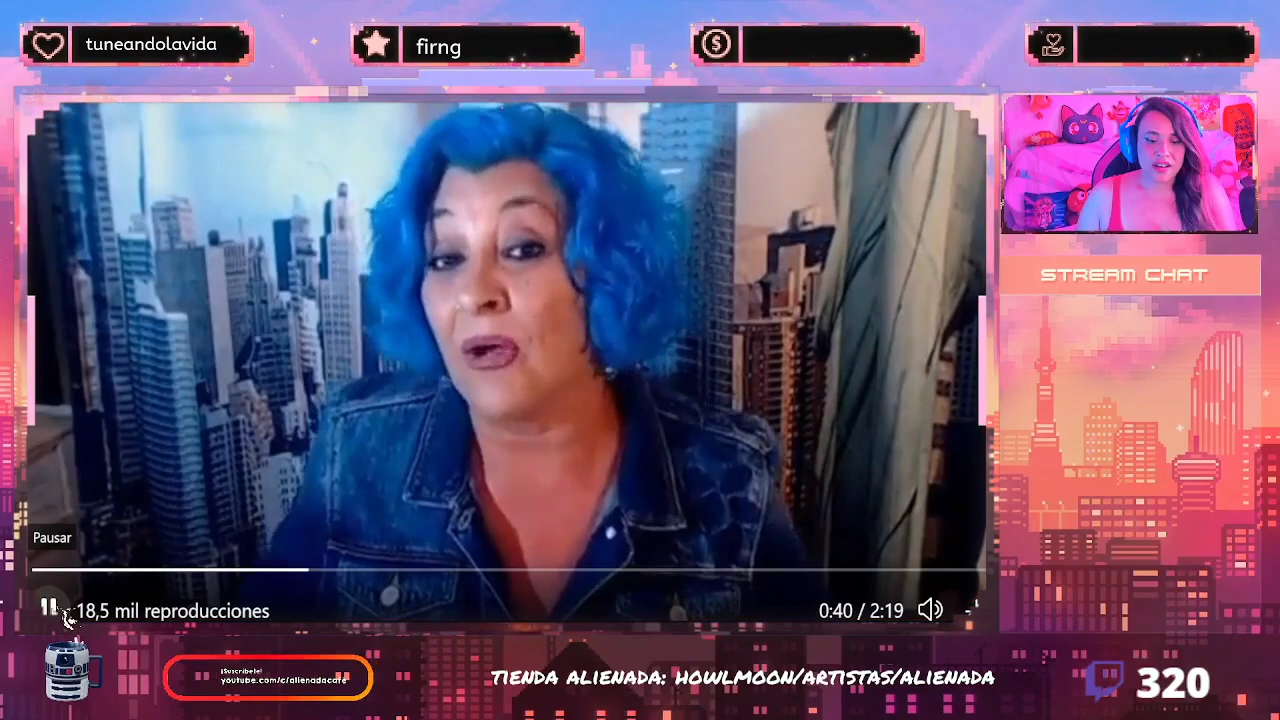 tuneandolavida
firng
STREAM CHAT
Pausar
18,5 mil reproducciones
0:40 / 2:19
¡Suscríbete!
youtube.com/c/alienadacafe
TIENDA ALIENADA: HOWLMOON/ARTISTAS/ALIENADA
320